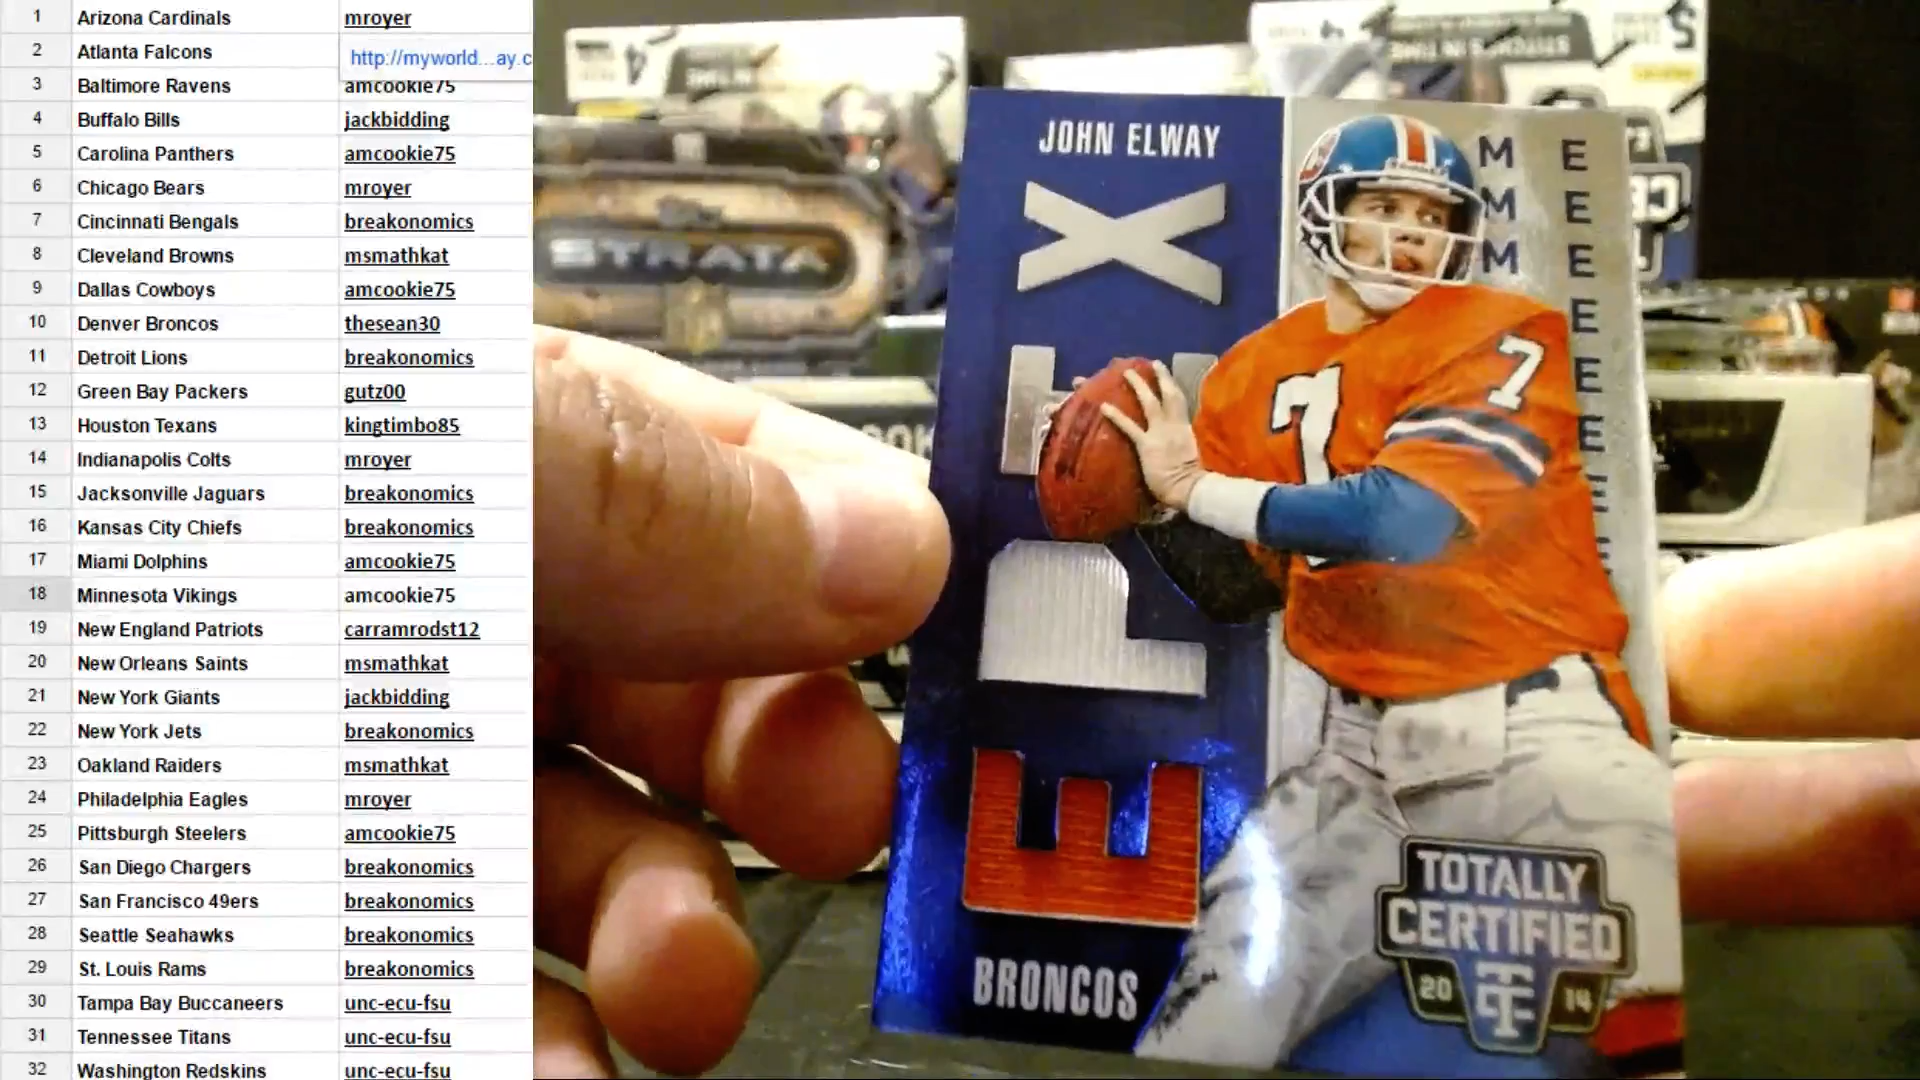 1 Arizona Cardinals mroyer
2 Atlanta Falcons
http://myworld...ay.c
3 Baltimore Ravens amcookie75
4 Buffalo Bills jackbidding
5 Carolina Panthers amcookie75
6 Chicago Bears mroyer
7 Cincinnati Bengals breakonomics
8 Cleveland Browns msmathkat
9 Dallas Cowboys amcookie75
10 Denver Broncos thesean30
11 Detroit Lions breakonomics
12 Green Bay Packers gutz00
13 Houston Texans kingtimbo85
14 Indianapolis Colts mroyer
15 Jacksonville Jaguars breakonomics
16 Kansas City Chiefs breakonomics
17 Miami Dolphins amcookie75
18 Minnesota Vikings amcookie75
19 New England Patriots carramrodst12
20 New Orleans Saints msmathkat
21 New York Giants jackbidding
22 New York Jets breakonomics
23 Oakland Raiders msmathkat
24 Philadelphia Eagles mroyer
25 Pittsburgh Steelers amcookie75
26 San Diego Chargers breakonomics
27 San Francisco 49ers breakonomics
28 Seattle Seahawks breakonomics
29 St. Louis Rams breakonomics
30 Tampa Bay Buccaneers unc-ecu-fsu
31 Tennessee Titans unc-ecu-fsu
32 Washington Redskins unc-ecu-fsu
STRATA
JOHN ELWAY
M E
M E
M E
E
E
E
E
7
7
BRONCOS
TOTALLY
CERTIFIED
20 TC 14